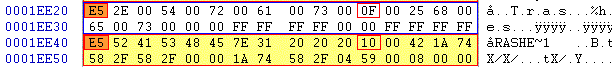 0001EE20 E5 2E 00 54 00 72 00 61 00 73 00 0F 00 25 68 00 å..T.r.a.s...%h.
0001EE30 65 00 73 00 00 00 FF FF FF FF 00 00 FF FF FF FF e.s...ÿÿÿÿ..ÿÿÿÿ
0001EE40 E5 52 41 53 48 45 7E 31 20 20 20 10 00 42 1A 74 åRASHE~1   ..B.t
0001EE50 58 2F 58 2F 00 00 1A 74 58 2F 04 59 00 08 00 00 X/X/...tX/.Y....